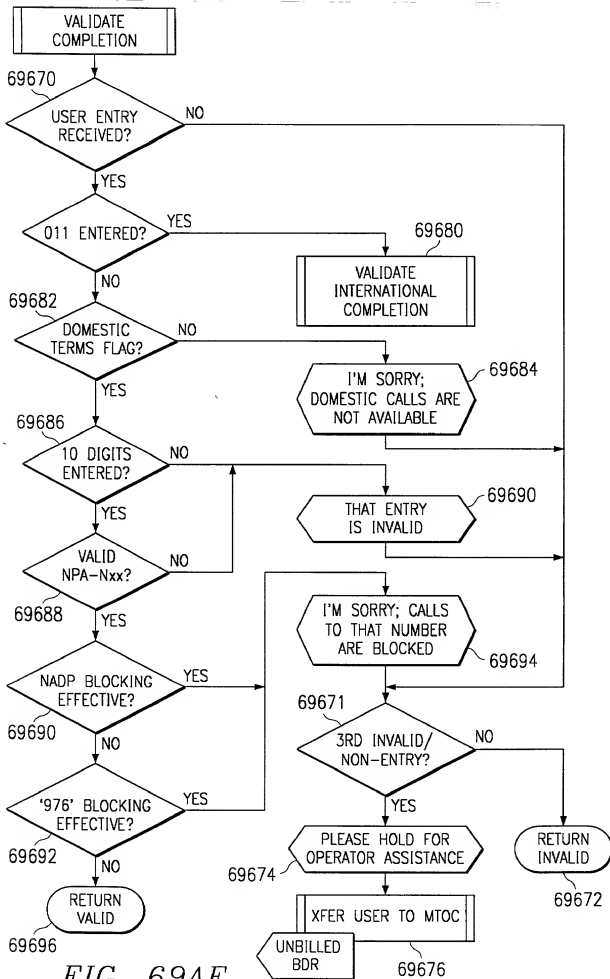 VALIDATE
COMPLETION
69670
USER ENTRY
RECEIVED?
NO
YES
011 ENTERED?
YES
NO
69680
VALIDATE
INTERNATIONAL
COMPLETION
69682
DOMESTIC
TERMS FLAG?
NO
YES
I'M SORRY;
DOMESTIC CALLS ARE
NOT AVAILABLE
69684
69686
10 DIGITS
ENTERED?
NO
YES
THAT ENTRY
IS INVALID
69690
VALID
NPA-Nxx?
NO
69688
YES
I'M SORRY; CALLS
TO THAT NUMBER
ARE BLOCKED
69694
NADP BLOCKING
EFFECTIVE?
YES
69690
NO
69671
3RD INVALID/
NON-ENTRY?
NO
YES
'976' BLOCKING
EFFECTIVE?
YES
69692
NO
PLEASE HOLD FOR
OPERATOR ASSISTANCE
69674
RETURN
INVALID
69672
RETURN
VALID
69696
XFER USER TO MTOC
UNBILLED
BDR
69676
FIG. 69AF